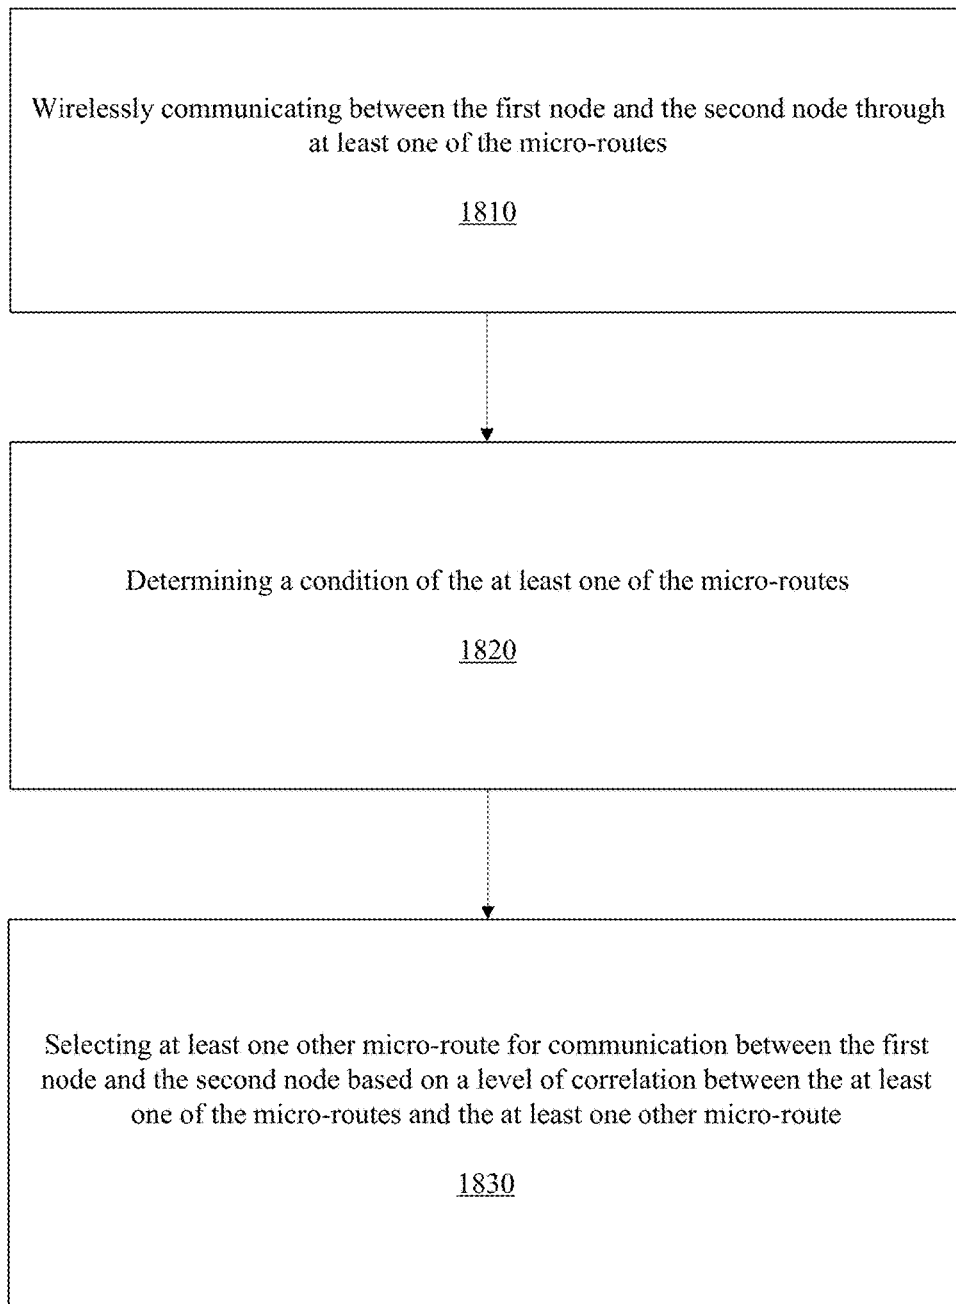 Wirelessly communicating between the first node and the second node through
at least one of the micro-routes
1810
Determining a condition of the at least one of the micro-routes
1820
Selecting at least one other micro-route for communication between the first
node and the second node based on a level of correlation between the at least
one of the micro-routes and the at least one other micro-route
1830